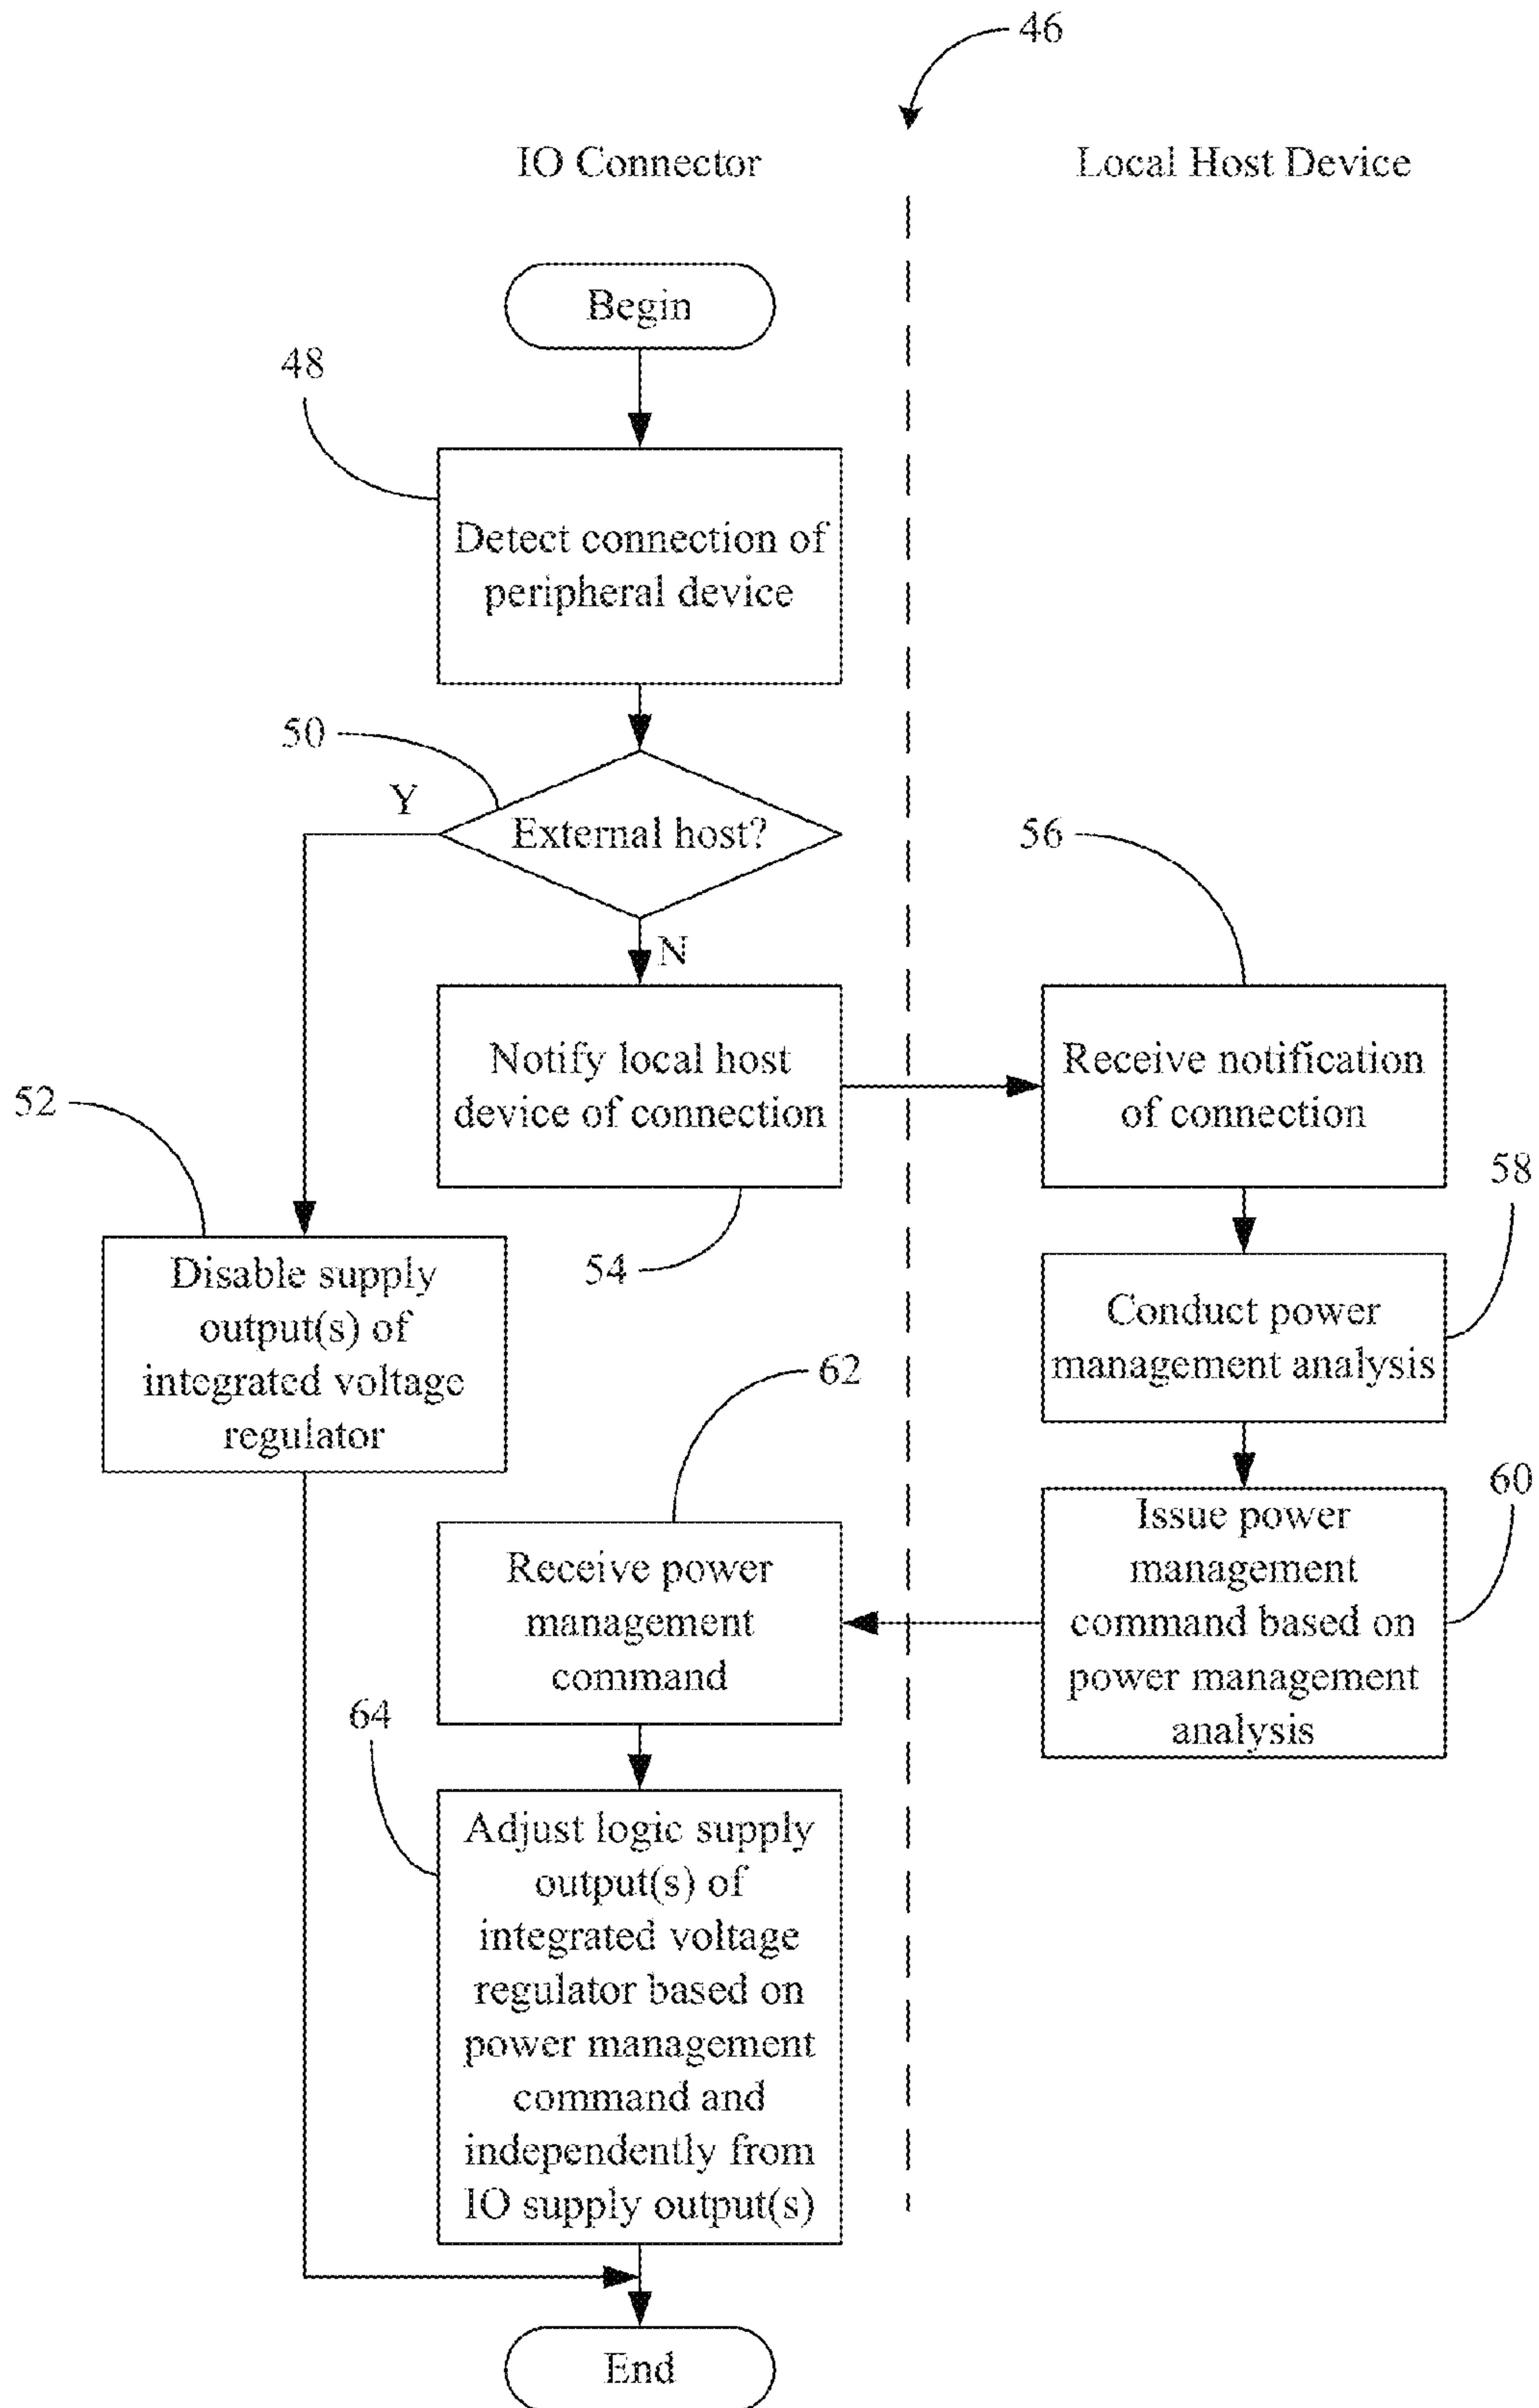 46
IO Connector
Local Host Device
Begin
48
Detect connection of
peripheral device
50
Y
External host?
56
N
Notify local host
device of connection
Receive notification
of connection
52
58
54
Disable supply
output(s) of
integrated voltage
regulator
Conduct power
management analysis
62
60
Issue power
management
command based on
power management
analysis
Receive power
management
command
64
Adjust logic supply
output(s) of
integrated voltage
regulator based on
power management
command and
independently from
IO supply output(s)
End